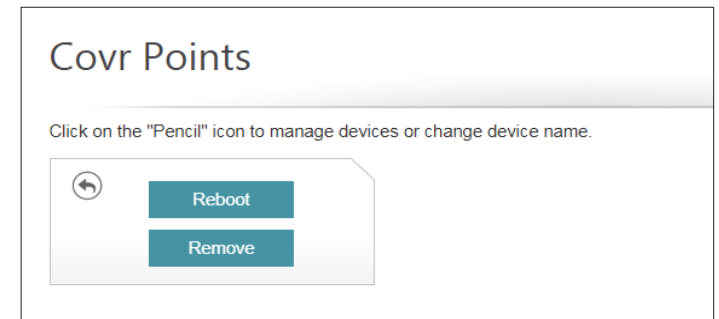 Covr Points
Click on the "Pencil" icon to manage devices or change device name.
Reboot
Remove